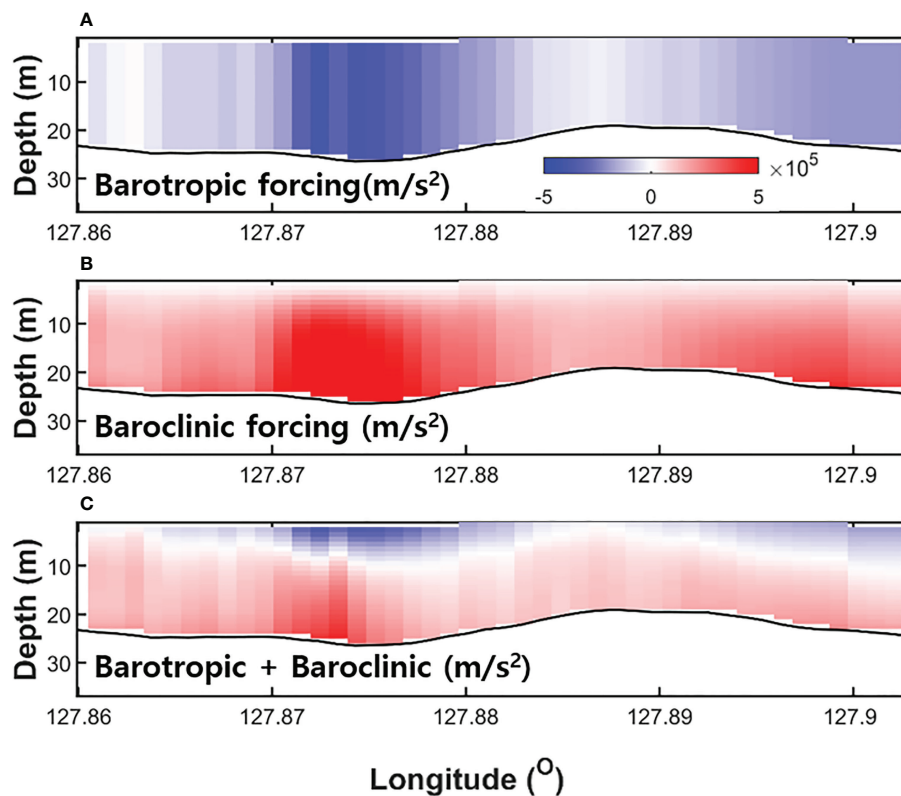 A
Depth (m)
10
20
30
Barotropic forcing(m/s²)
×10⁵
-5 0 5
127.86 127.87 127.88 127.89 127.9
B
Depth (m)
10
20
30
Baroclinic forcing (m/s²)
127.86 127.87 127.88 127.89 127.9
C
Depth (m)
10
20
30
Barotropic + Baroclinic (m/s²)
127.86 127.87 127.88 127.89 127.9
Longitude (°)